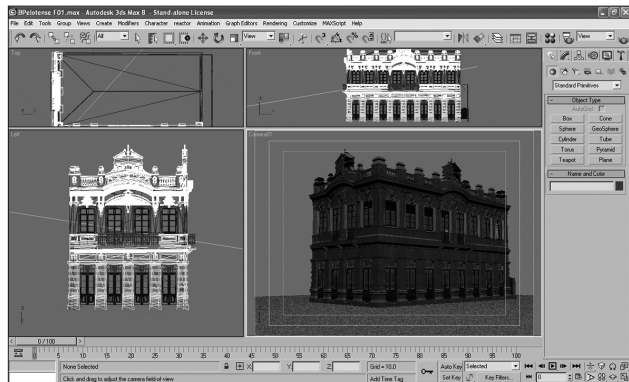 BPelotense F01.max - Autodesk 3ds Max 8 - Stand-alone License
File Edit Tools Group Views Create Modifiers Character reactor Animation Graph Editors Rendering Customize MAXScript Help
All View View
Top Front
Left Camera01
Standard Primitives
- Object Type
AutoGrid
Box Cone
Sphere GeoSphere
Cylinder Tube
Torus Pyramid
Teapot Plane
- Name and Color
< 0 / 100 >
0 5 10 15 20 25 30 35 40 45 50 55 60 65 70 75 80 85 90 95 100
None Selected X: Y: Z: Grid = 10,0 Auto Key Selected
Click and drag to adjust the camera field-of-view Add Time Tag Set Key Key Filters... 0